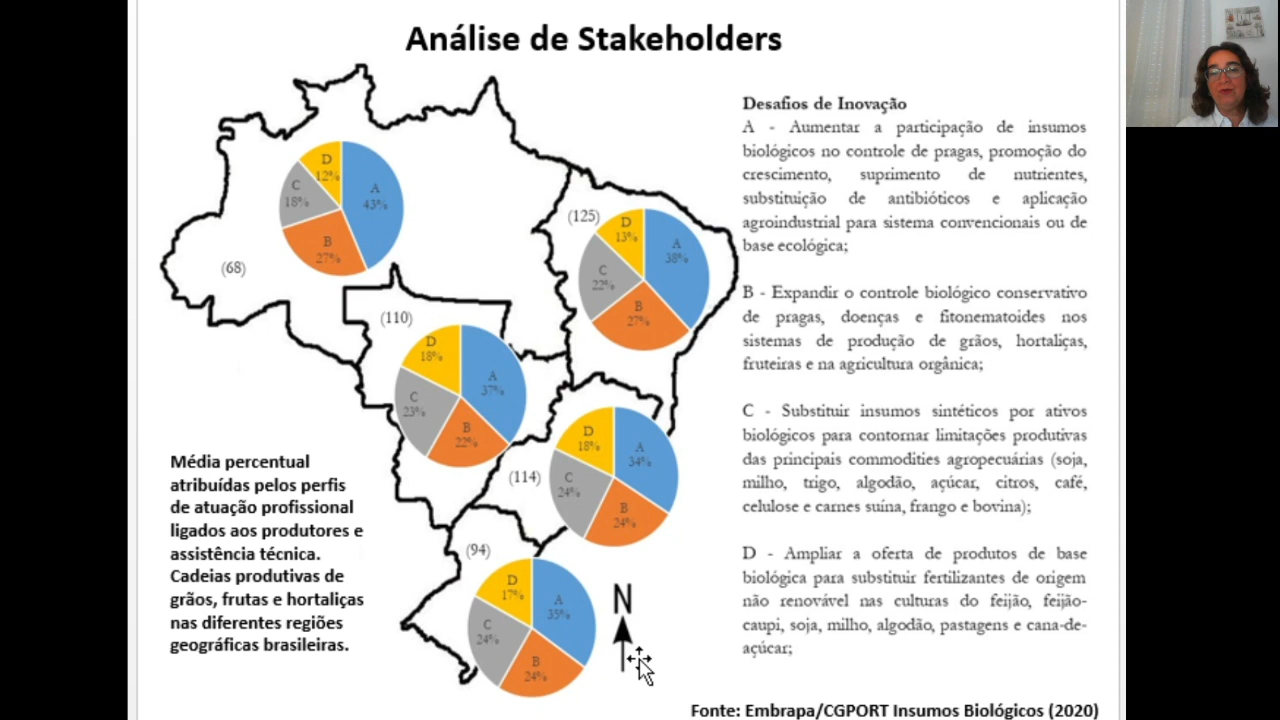 Análise de Stakeholders
D
12%
A
43%
C
18%
B
27%
(68)
(125)
D
13%
A
38%
C
22%
B
27%
(110)
D
18%
A
37%
C
23%
B
22%
(114)
D
18%
A
34%
C
24%
B
24%
(94)
D
17%
A
35%
C
24%
B
24%
N
Média percentual
atribuídas pelos perfis
de atuação profissional
ligados aos produtores e
assistência técnica.
Cadeias produtivas de
grãos, frutas e hortaliças
nas diferentes regiões
geográficas brasileiras.
Desafios de Inovação
A - Aumentar a participação de insumos
biológicos no controle de pragas, promoção do
crescimento, suprimento de nutrientes,
substituição de antibióticos e aplicação
agroindustrial para sistema convencionais ou de
base ecológica;
B - Expandir o controle biológico conservativo
de pragas, doenças e fitonematoides nos
sistemas de produção de grãos, hortaliças,
fruteiras e na agricultura orgânica;
C - Substituir insumos sintéticos por ativos
biológicos para contornar limitações produtivas
das principais commodities agropecuárias (soja,
milho, trigo, algodão, açúcar, citros, café,
celulose e carnes suína, frango e bovina);
D - Ampliar a oferta de produtos de base
biológica para substituir fertilizantes de origem
não renovável nas culturas do feijão, feijão-
caupi, soja, milho, algodão, pastagens e cana-de-
açúcar;
Fonte: Embrapa/CGPORT Insumos Biológicos (2020)